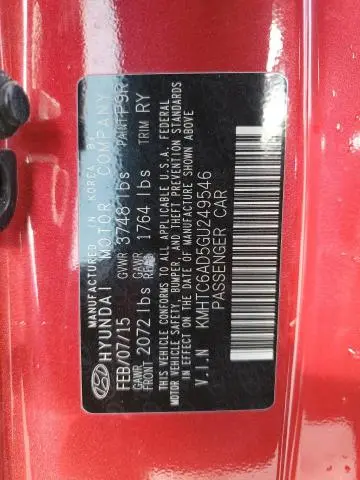 MANUFACTURED IN KOREA BY
HYUNDAI MOTOR COMPANY
FEB/07/15 GVWR 3748 lbs PAINT P9R
GAWR FRONT 2072 lbs GAWR REAR 1764 lbs TRIM RY
THIS VEHICLE CONFORMS TO ALL APPLICABLE U.S.A. FEDERAL
MOTOR VEHICLE SAFETY, BUMPER, AND THEFT PREVENTION STANDARDS
IN EFFECT ON THE DATE OF MANUFACTURE SHOWN ABOVE
V.I.N KMHTC6AD5GU249546
PASSENGER CAR